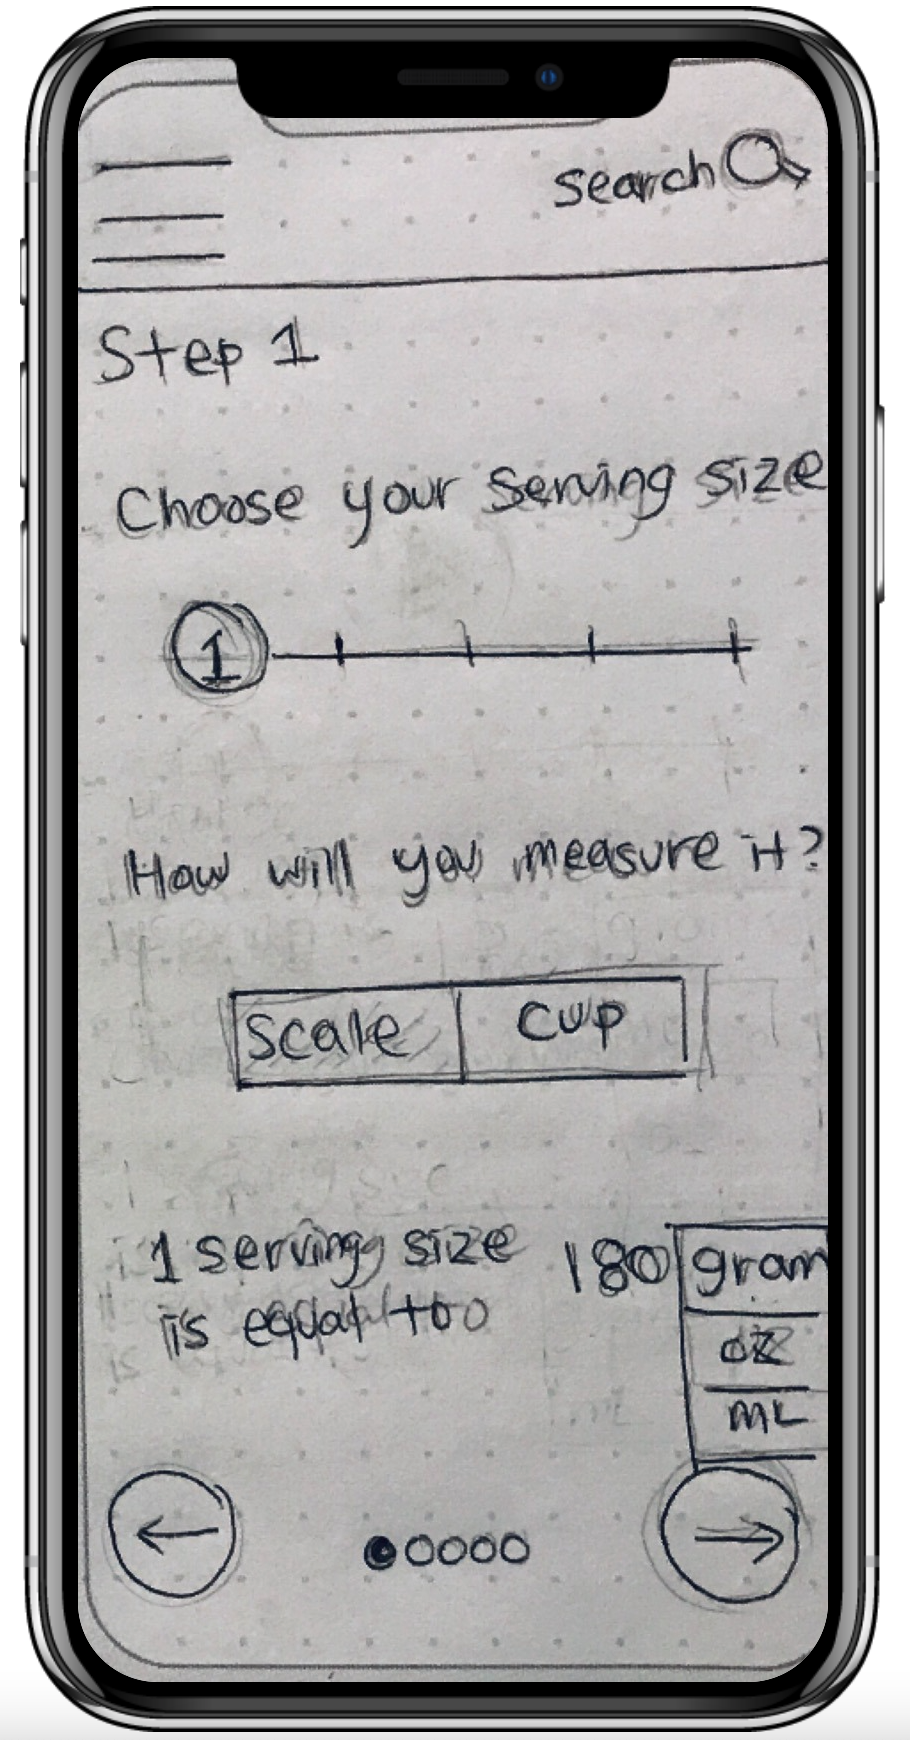 search
Step 1
Choose your serving size
1
How will you measure it?
Scale
cup
1 serving size
is equal to
180
gram
oz
mL